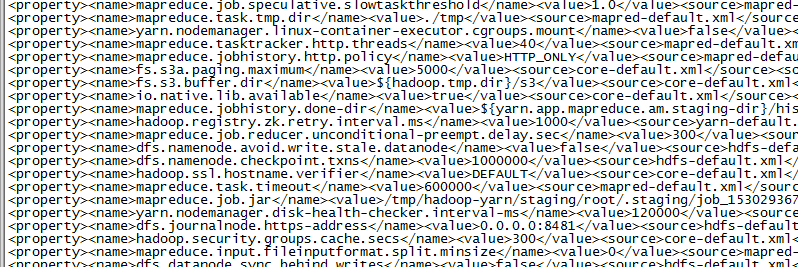 <property><name>mapreduce.job.speculative.slowtaskthreshold</name><value>1.0</value><source>mapred-
<property><name>mapreduce.task.tmp.dir</name><value>./tmp</value><source>mapred-default.xml</source
<property><name>yarn.nodemanager.linux-container-executor.cgroups.mount</name><value>false</value><
<property><name>mapreduce.tasktracker.http.threads</name><value>40</value><source>mapred-default.xm
<property><name>mapreduce.jobhistory.http.policy</name><value>HTTP_ONLY</value><source>mapred-defau
<property><name>fs.s3a.paging.maximum</name><value>5000</value><source>core-default.xml</source><so
<property><name>fs.s3.buffer.dir</name><value>${hadoop.tmp.dir}/s3</value><source>core-default.xml<
<property><name>io.native.lib.available</name><value>true</value><source>core-default.xml</source><
<property><name>mapreduce.jobhistory.done-dir</name><value>${yarn.app.mapreduce.am.staging-dir}/his
<property><name>hadoop.registry.zk.retry.interval.ms</name><value>1000</value><source>yarn-default.
<property><name>mapreduce.job.reducer.unconditional-preempt.delay.sec</name><value>300</value><sour
<property><name>dfs.namenode.avoid.write.stale.datanode</name><value>false</value><source>hdfs-defa
<property><name>dfs.namenode.checkpoint.txns</name><value>1000000</value><source>hdfs-default.xml</
<property><name>hadoop.ssl.hostname.verifier</name><value>DEFAULT</value><source>core-default.xml</
<property><name>mapreduce.task.timeout</name><value>600000</value><source>mapred-default.xml</sourc
<property><name>mapreduce.job.jar</name><value>/tmp/hadoop-yarn/staging/root/.staging/job_153029367
<property><name>yarn.nodemanager.disk-health-checker.interval-ms</name><value>120000</value><source
<property><name>dfs.journalnode.https-address</name><value>0.0.0.0:8481</value><source>hdfs-default
<property><name>hadoop.security.groups.cache.secs</name><value>300</value><source>core-default.xml<
<property><name>mapreduce.input.fileinputformat.split.minsize</name><value>0</value><source>mapred-
<property><name>dfs.datanode.sync.behind.writes</name><value>false</value><source>hdfs-default.xml<